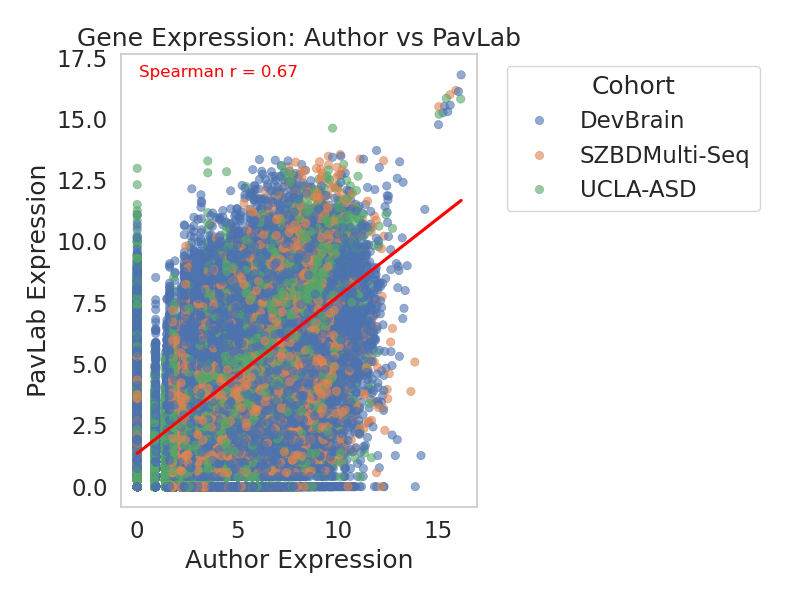 Gene Expression: Author vs PavLab
Spearman r = 0.67
17.5
15.0
12.5
10.0
7.5
5.0
2.5
0.0
PavLab Expression
0 5 10 15
Author Expression
Cohort
DevBrain
SZBDMulti-Seq
UCLA-ASD